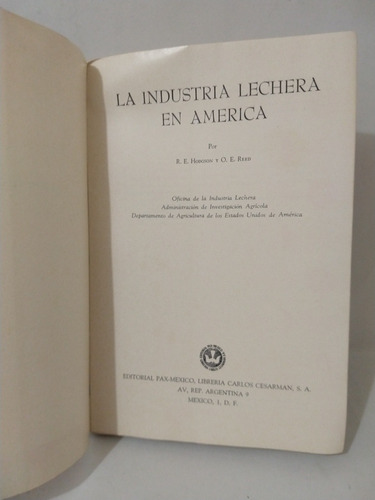 LA INDUSTRIA LECHERA
EN AMERICA
Por
R. E. Hodgson y O. E. Reed
Oficina de la Industria Lechera
Administración de Investigación Agrícola
Departamento de Agricultura de los Estados Unidos de América
EDITORIAL PAX-MEXICO, LIBRERIA CARLOS CESARMAN, S. A.
AV. REP. ARGENTINA 9
MEXICO, 1, D. F.